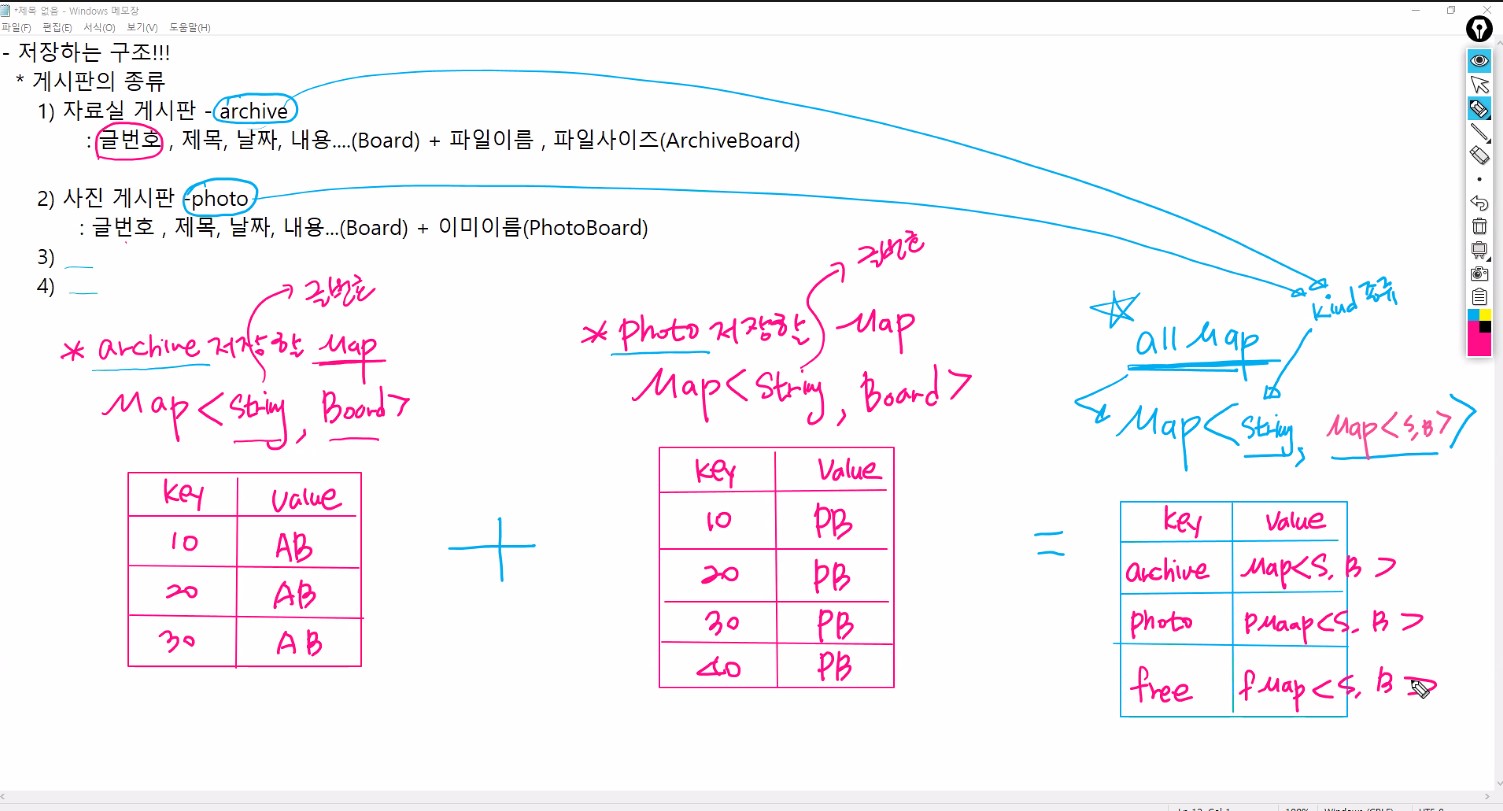 *제목 없음 - Windows 메모장
파일(F) 편집(E) 서식(O) 보기(V) 도움말(H)
- 저장하는 구조!!!
* 게시판의 종류
1) 자료실 게시판 - archive
: 글번호 , 제목, 날짜, 내용....(Board) + 파일이름 , 파일사이즈(ArchiveBoard)
2) 사진 게시판 -photo
: 글번호 , 제목, 날짜, 내용...(Board) + 이미이름(PhotoBoard)
3)
4)
글번호
* archive 저장할 Map
Map<String, Board>
key value
10 AB
20 AB
30 AB
글번호
* Photo 저장할 Map
Map<String, Board>
key Value
10 PB
20 PB
30 PB
40 PB
kind 종류
all Map
Map<String, Map<S,B>>
key value
archive Map<S, B >
photo PMaap<S, B >
free fMap<S, B >
Ln 12, Col 1 100% Windows (CRLF) UTF-8